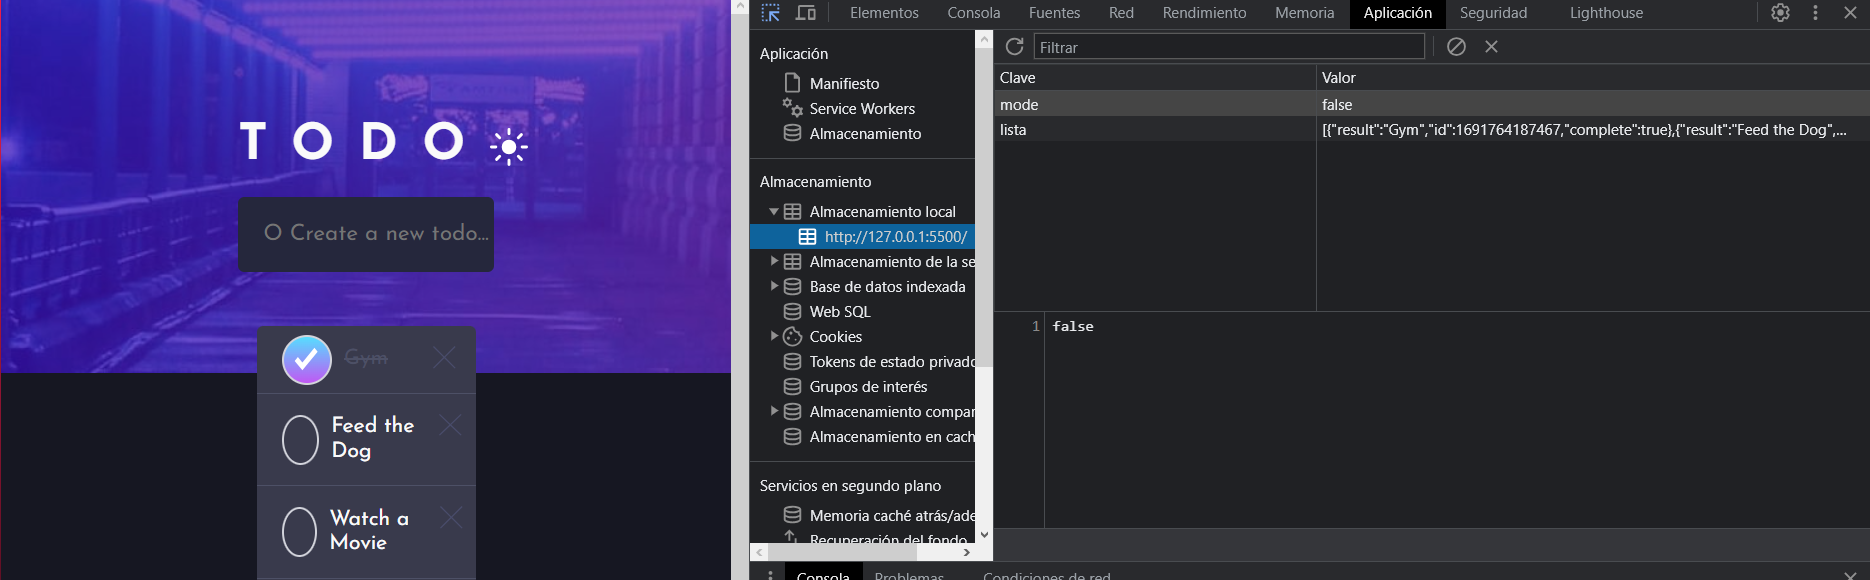 TODO
O Create a new todo...
Gym
Feed the
Dog
Watch a
Movie
Elementos
Consola
Fuentes
Red
Rendimiento
Memoria
Aplicación
Seguridad
Lighthouse
Aplicación
Manifiesto
Service Workers
Almacenamiento
Almacenamiento
Almacenamiento local
http://127.0.0.1:5500/
Almacenamiento de la se
Base de datos indexada
Web SQL
Cookies
Tokens de estado privado
Grupos de interés
Almacenamiento compar
Almacenamiento en cach
Servicios en segundo plano
Memoria caché atrás/ade
Recuperación del fondo
Filtrar
Clave Valor
mode false
lista [{"result":"Gym","id":1691764187467,"complete":true},{"result":"Feed the Dog",...
1 false
Consola
Problemas
Condiciones de red